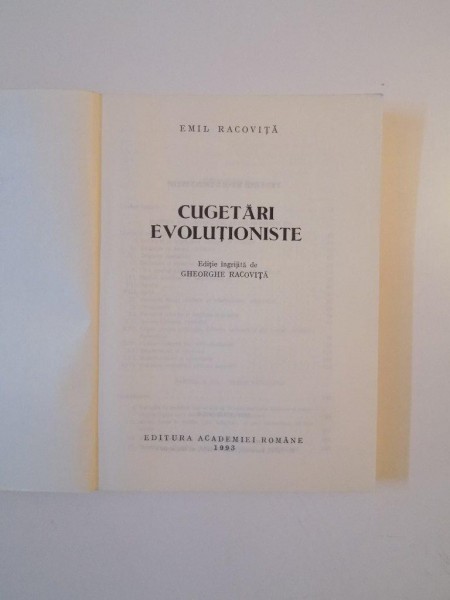 EMIL RACOVIȚĂ
CUGETĂRI
EVOLUȚIONISTE
Ediție îngrijită de
GHEORGHE RACOVIȚĂ
EDITURA ACADEMIEI ROMÂNE
1993